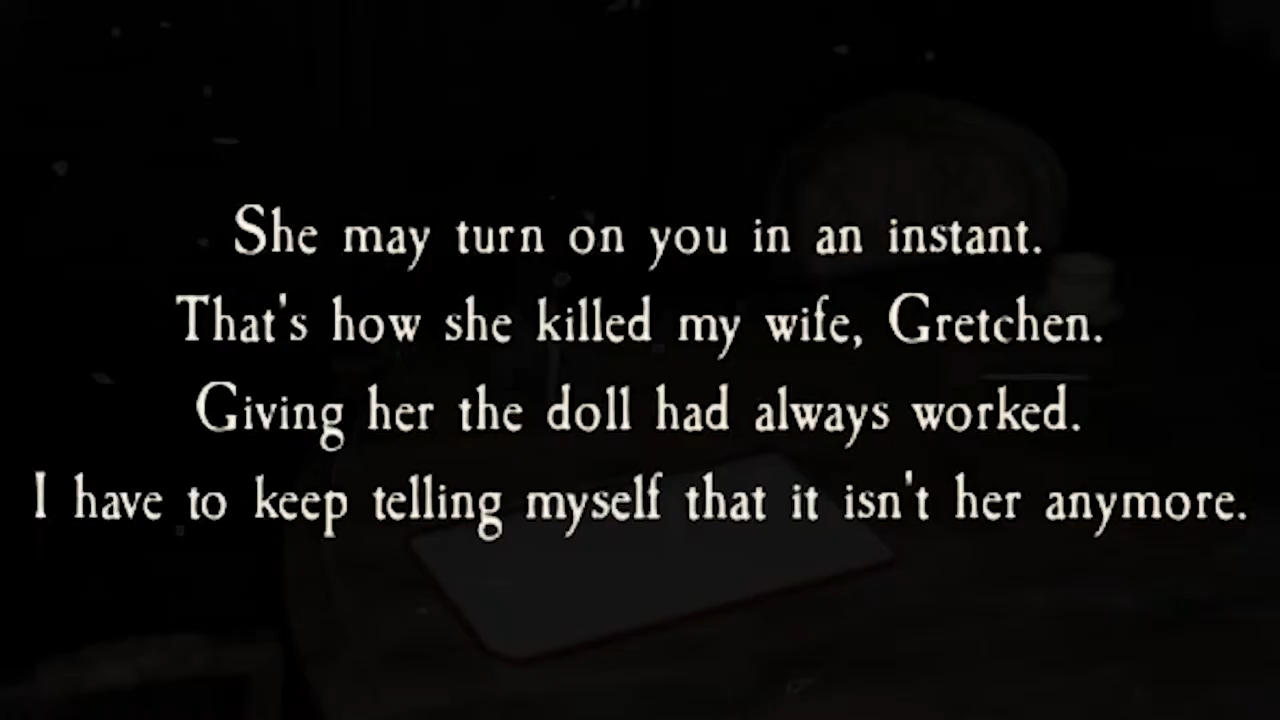 She may turn on you in an instant.
That's how she killed my wife, Gretchen.
Giving her the doll had always worked.
I have to keep telling myself that it isn't her anymore.